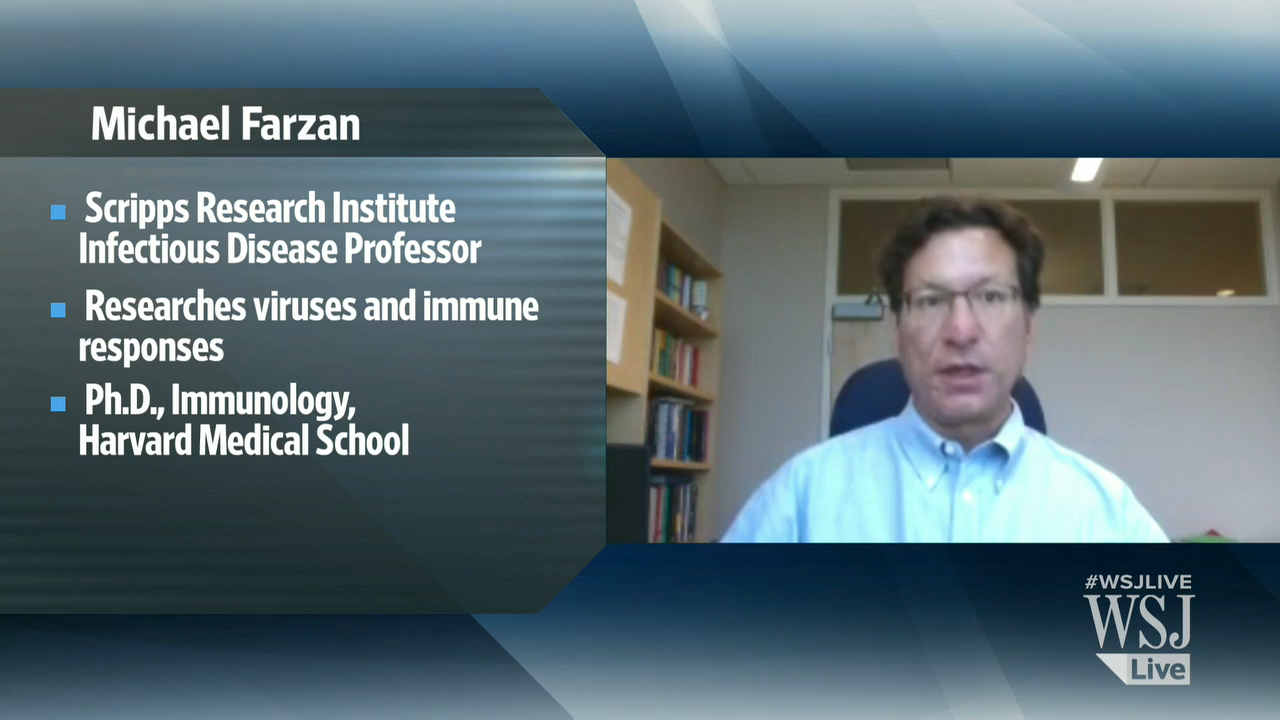 Michael Farzan
Scripps Research Institute
Infectious Disease Professor
Researches viruses and immune
responses
Ph.D., Immunology,
Harvard Medical School
#WSJLIVE
WSJ
Live